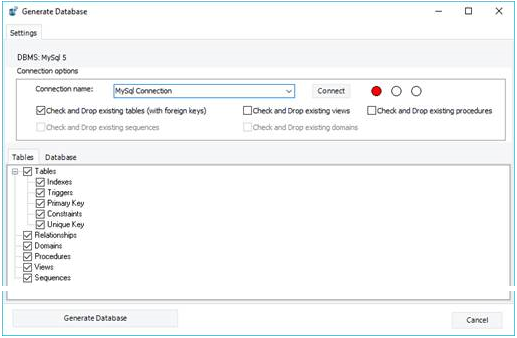 Generate Database
Settings
DBMS: MySql 5
Connection options
Connection name: MySql Connection Connect
Check and Drop existing tables (with foreign keys) Check and Drop existing views Check and Drop existing procedures
Check and Drop existing sequences Check and Drop existing domains
Tables Database
Tables
Indexes
Triggers
Primary Key
Constraints
Unique Key
Relationships
Domains
Procedures
Views
Sequences
Generate Database Cancel